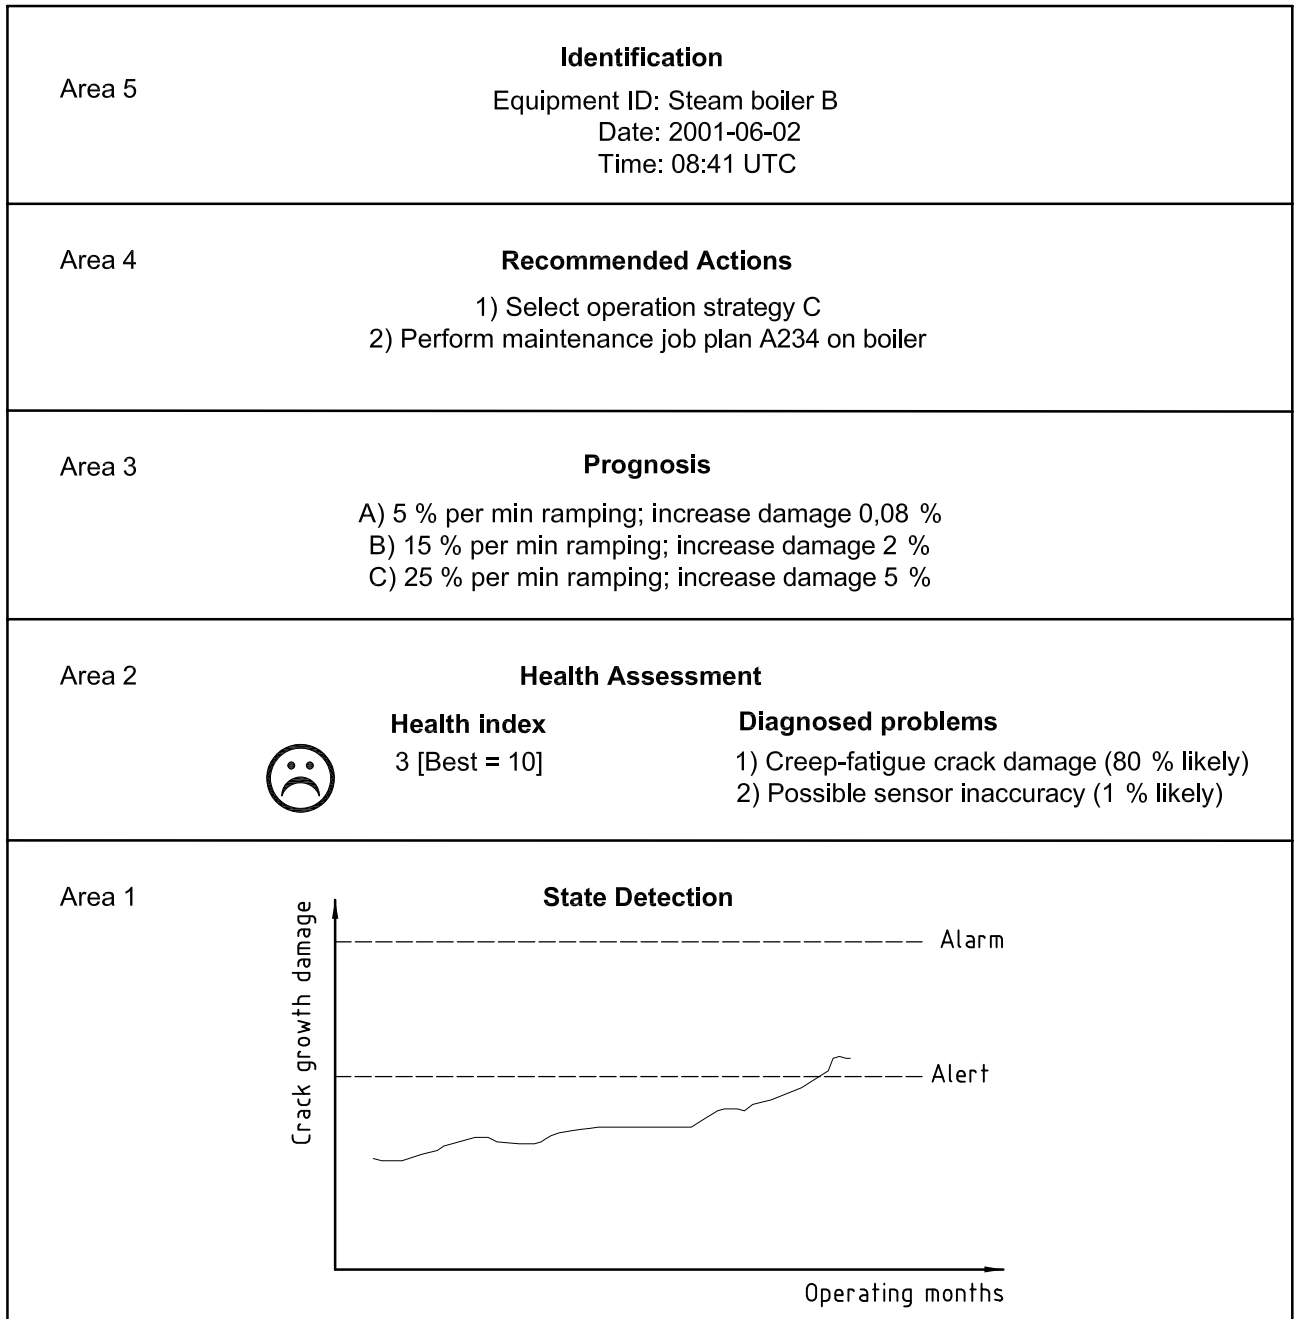 Area 5
Identification
Equipment ID: Steam boiler B
Date: 2001-06-02
Time: 08:41 UTC
Area 4
Recommended Actions
1) Select operation strategy C
2) Perform maintenance job plan A234 on boiler
Area 3
Prognosis
A) 5 % per min ramping; increase damage 0,08 %
B) 15 % per min ramping; increase damage 2 %
C) 25 % per min ramping; increase damage 5 %
Area 2
Health Assessment
Health index
3 [Best = 10]
Diagnosed problems
1) Creep-fatigue crack damage (80 % likely)
2) Possible sensor inaccuracy (1 % likely)
Area 1
State Detection
Crack growth damage
Alarm
Alert
Operating months